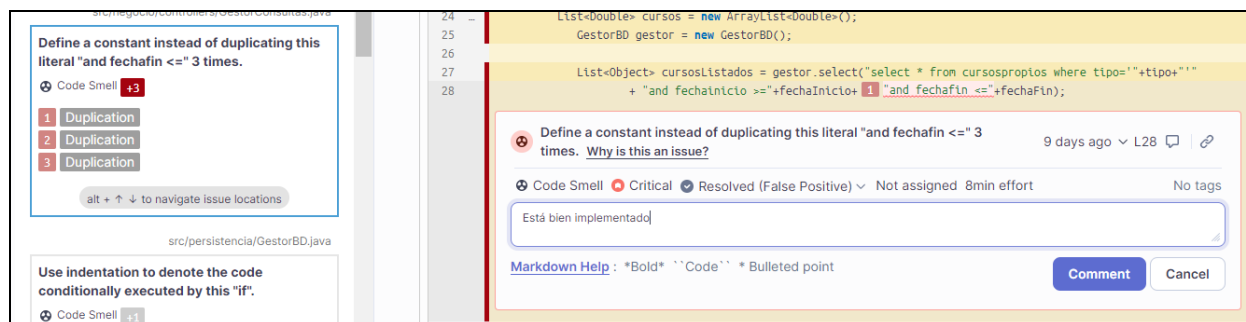 src/negocio/controllers/GestorConsultas.java
Define a constant instead of duplicating this
literal "and fechafin <=" 3 times.
Code Smell +3
1 Duplication
2 Duplication
3 Duplication
alt + ↑ ↓ to navigate issue locations
src/persistencia/GestorBD.java
Use indentation to denote the code
conditionally executed by this "if".
Code Smell +1
24 List<Double> cursos = new ArrayList<Double>();
25 GestorBD gestor = new GestorBD();
26
27 List<Object> cursosListados = gestor.select("select * from cursospropios where tipo='"+tipo+"'"
28 + "and fechainicio >="+fechaInicio+ 1 "and fechafin <="+fechaFin);
Define a constant instead of duplicating this literal "and fechafin <=" 3
times. Why is this an issue?
9 days ago L28
Code Smell Critical Resolved (False Positive) Not assigned 8min effort No tags
Está bien implementado
Markdown Help : *Bold* ``Code`` * Bulleted point
Comment Cancel